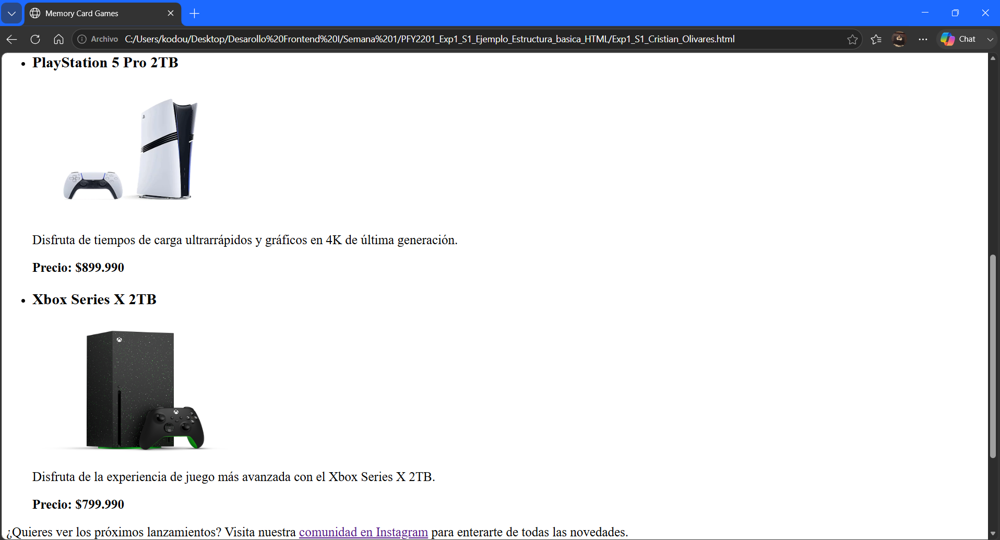 Memory Card Games
Archivo C:/Users/kodou/Desktop/Desarollo%20Frontend%20I/Semana%201/PFY2201_Exp1_S1_Ejemplo_Estructura_basica_HTML/Exp1_S1_Cristian_Olivares.html
Chat
PlayStation 5 Pro 2TB
Disfruta de tiempos de carga ultrarrápidos y gráficos en 4K de última generación.
Precio: $899.990
Xbox Series X 2TB
Disfruta de la experiencia de juego más avanzada con el Xbox Series X 2TB.
Precio: $799.990
¿Quieres ver los próximos lanzamientos? Visita nuestra comunidad en Instagram para enterarte de todas las novedades.